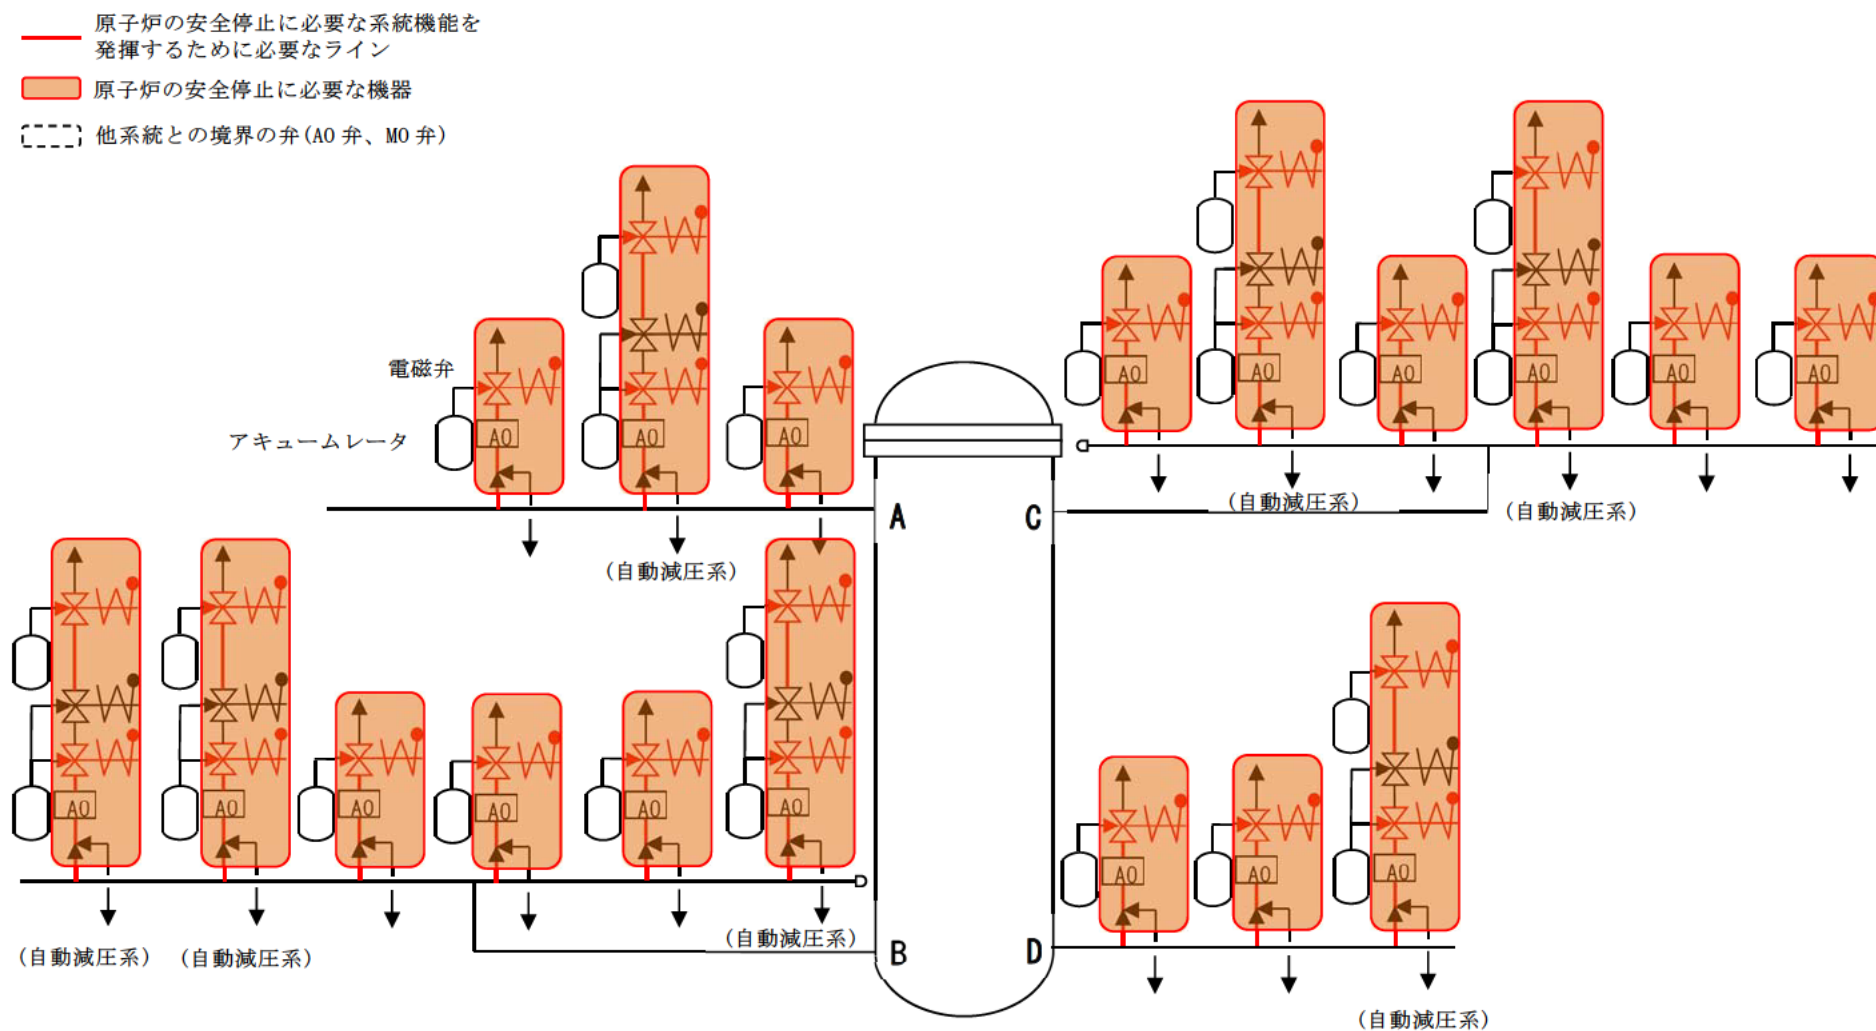 原子炉の安全停止に必要な系統機能を
発揮するために必要なライン
原子炉の安全停止に必要な機器
他系統との境界の弁(AO 弁、MO 弁)
電磁弁
アキュームレータ
AO
AO
AO
AO
AO
AO
AO
AO
AO
(自動減圧系)
(自動減圧系)
(自動減圧系)
A
C
AO
AO
AO
AO
AO
AO
AO
AO
AO
(自動減圧系)
(自動減圧系)
(自動減圧系)
B
D
(自動減圧系)